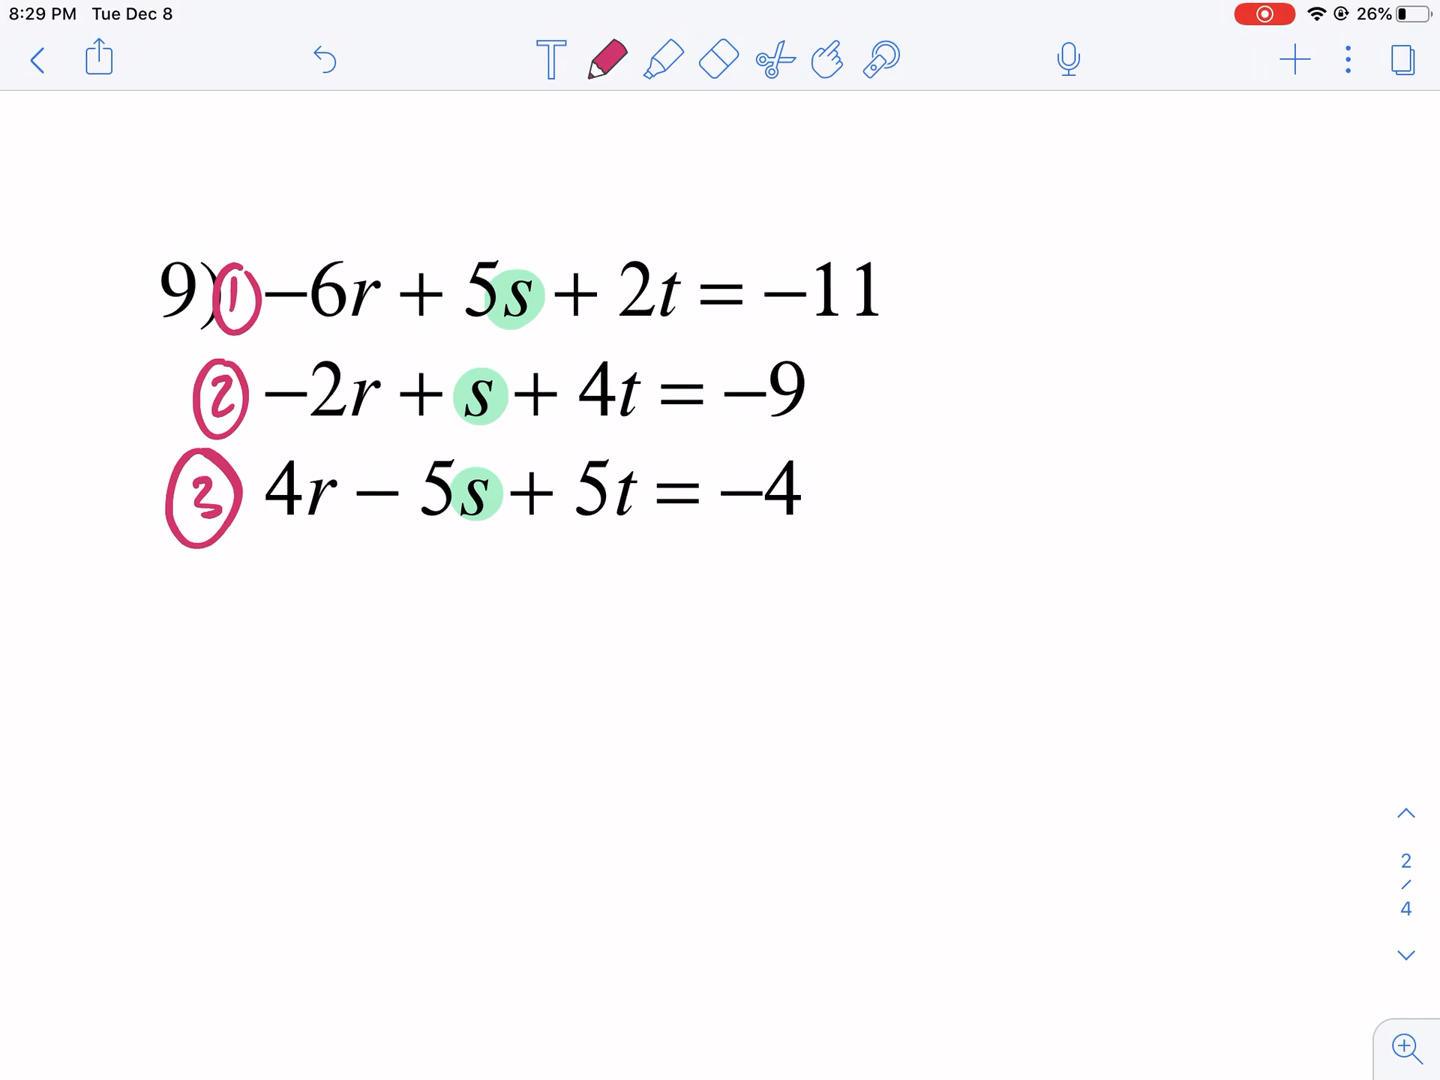 8:29 PM Tue Dec 8
26%
T
9) ① −6r + 5s + 2t = −11
② −2r + s + 4t = −9
③ 4r − 5s + 5t = −4
2
/
4